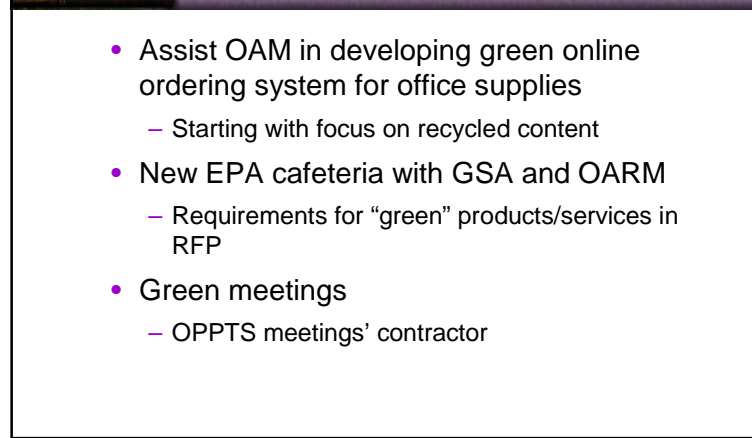 • Assist OAM in developing green online
ordering system for office supplies
– Starting with focus on recycled content
• New EPA cafeteria with GSA and OARM
– Requirements for “green” products/services in
RFP
• Green meetings
– OPPTS meetings’ contractor